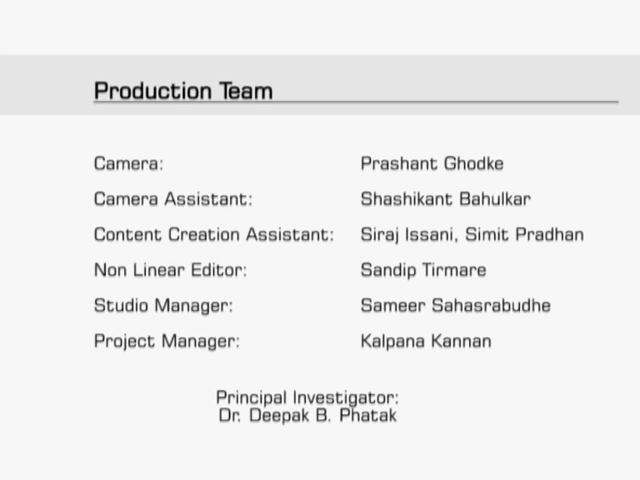 Production Team
Camera: Prashant Ghodke
Camera Assistant: Shashikant Bahulkar
Content Creation Assistant: Siraj Issani, Simit Pradhan
Non Linear Editor: Sandip Tirmare
Studio Manager: Sameer Sahasrabudhe
Project Manager: Kalpana Kannan
Principal Investigator:
Dr. Deepak B. Phatak